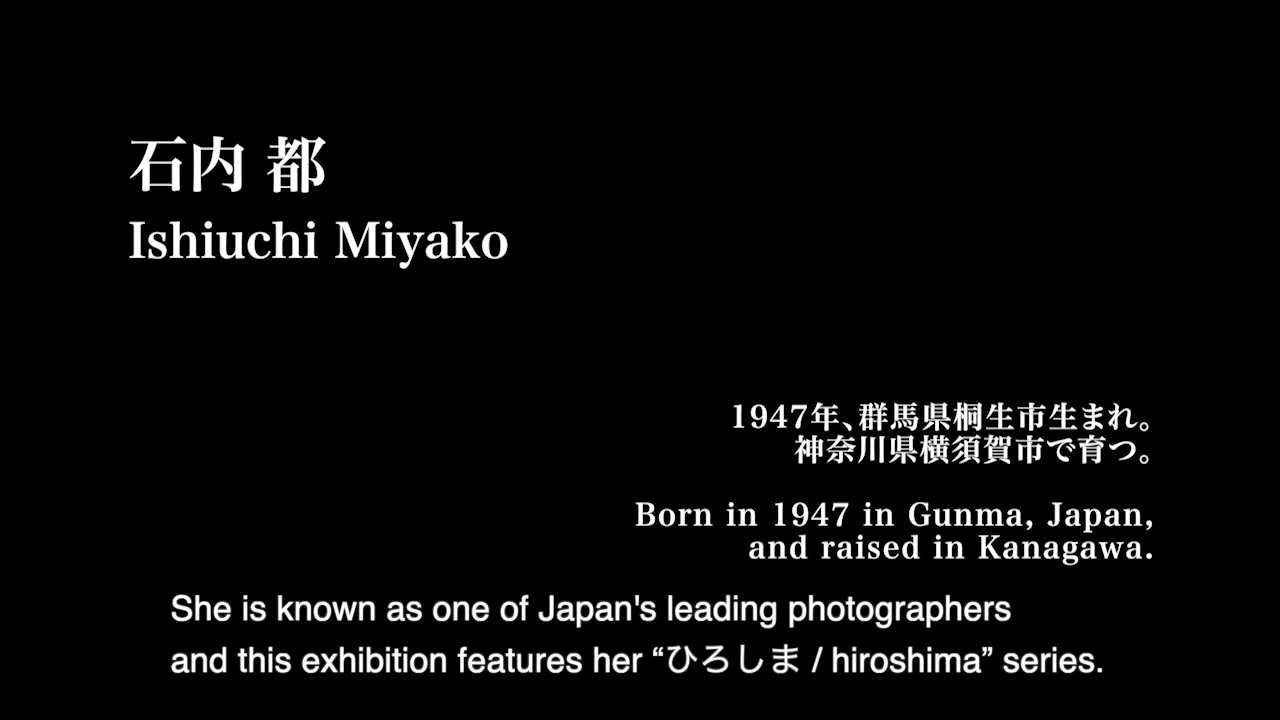 石内 都
Ishiuchi Miyako
1947年、群馬県桐生市生まれ。
神奈川県横須賀市で育つ。
Born in 1947 in Gunma, Japan,
and raised in Kanagawa.
She is known as one of Japan's leading photographers
and this exhibition features her “ひろしま / hiroshima” series.